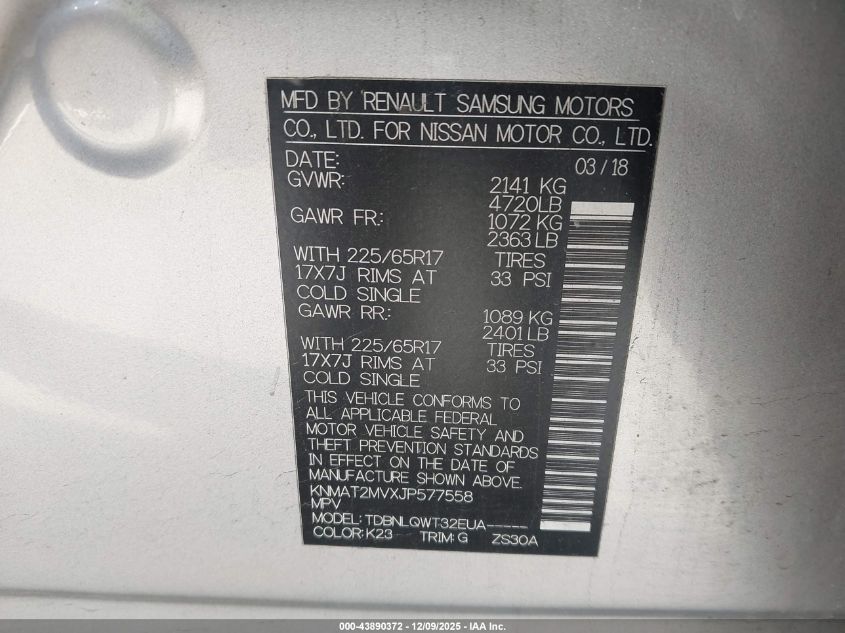 MFD BY RENAULT SAMSUNG MOTORS
CO., LTD. FOR NISSAN MOTOR CO., LTD.
DATE: 03 / 18
GVWR: 2141 KG
4720LB
GAWR FR.: 1072 KG
2363 LB
WITH 225/65R17 TIRES
17X7J RIMS AT 33 PSI
COLD SINGLE
GAWR RR.: 1089 KG
2401 LB
WITH 225/65R17 TIRES
17X7J RIMS AT 33 PSI
COLD SINGLE
THIS VEHICLE CONFORMS TO
ALL APPLICABLE FEDERAL
MOTOR VEHICLE SAFETY AND
THEFT PREVENTION STANDARDS
IN EFFECT ON THE DATE OF
MANUFACTURE SHOWN ABOVE.
KNMAT2MVXJP577558
MPV
MODEL: TDBNLQWT32EUA-----
COLOR: K23 TRIM: G ZS30A
000-43890372 - 12/09/2025 - IAA Inc.